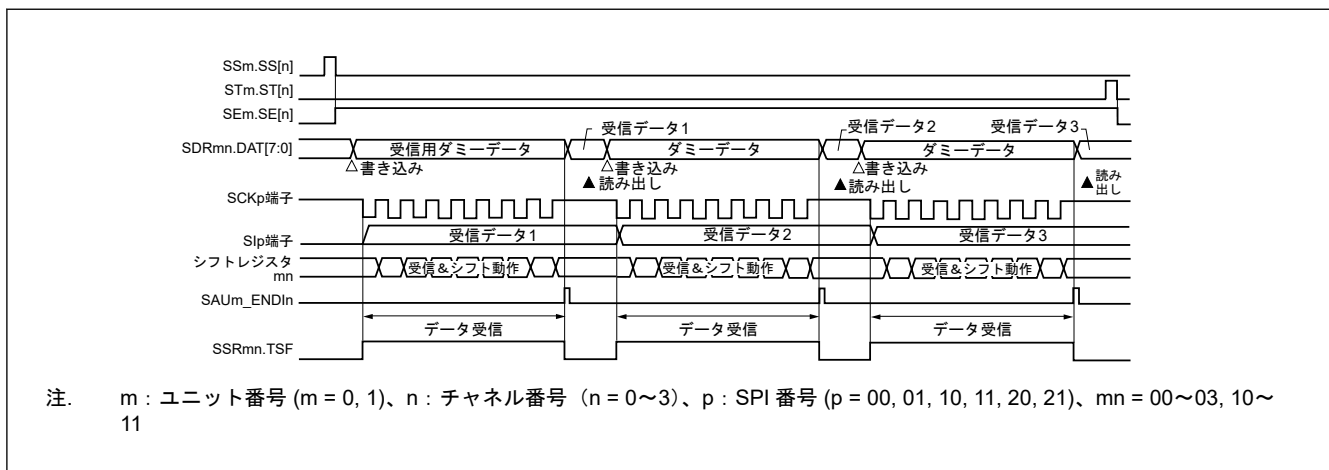 SSm.SS[n]
STm.ST[n]
SEm.SE[n]
受信データ1
受信データ2
受信データ3
SDRmn.DAT[7:0]
受信用ダミーデータ
ダミーデータ
ダミーデータ
△書き込み
△書き込み
△書き込み
▲読み出し
▲読み出し
▲読み
出し
SCKp端子
SIp端子
受信データ1
受信データ2
受信データ3
シフトレジスタ
mn
受信&シフト動作
受信&シフト動作
受信&シフト動作
SAUm_ENDIn
データ受信
データ受信
データ受信
SSRmn.TSF
注. m:ユニット番号 (m = 0, 1)、n:チャネル番号(n = 0~3)、p:SPI 番号 (p = 00, 01, 10, 11, 20, 21)、mn = 00~03, 10~
11